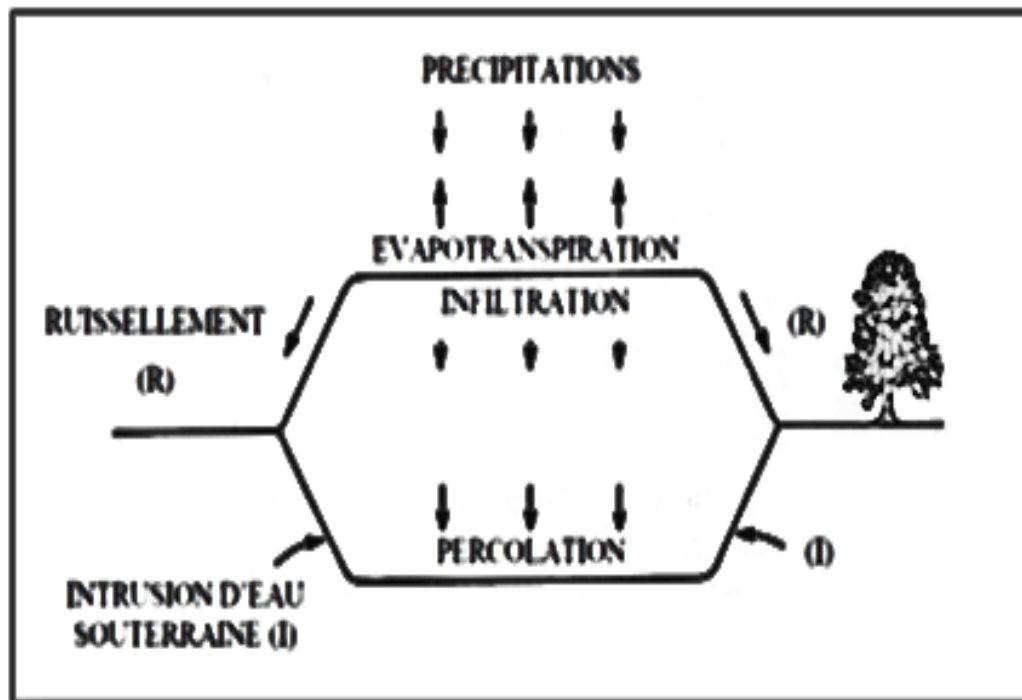 PRECIPITATIONS
EVAPOTRANSPIRATION
INFILTRATION
RUISSELLEMENT
(R)
(R)
PERCOLATION
(I)
INTRUSION D'EAU
SOUTERRAINE (I)